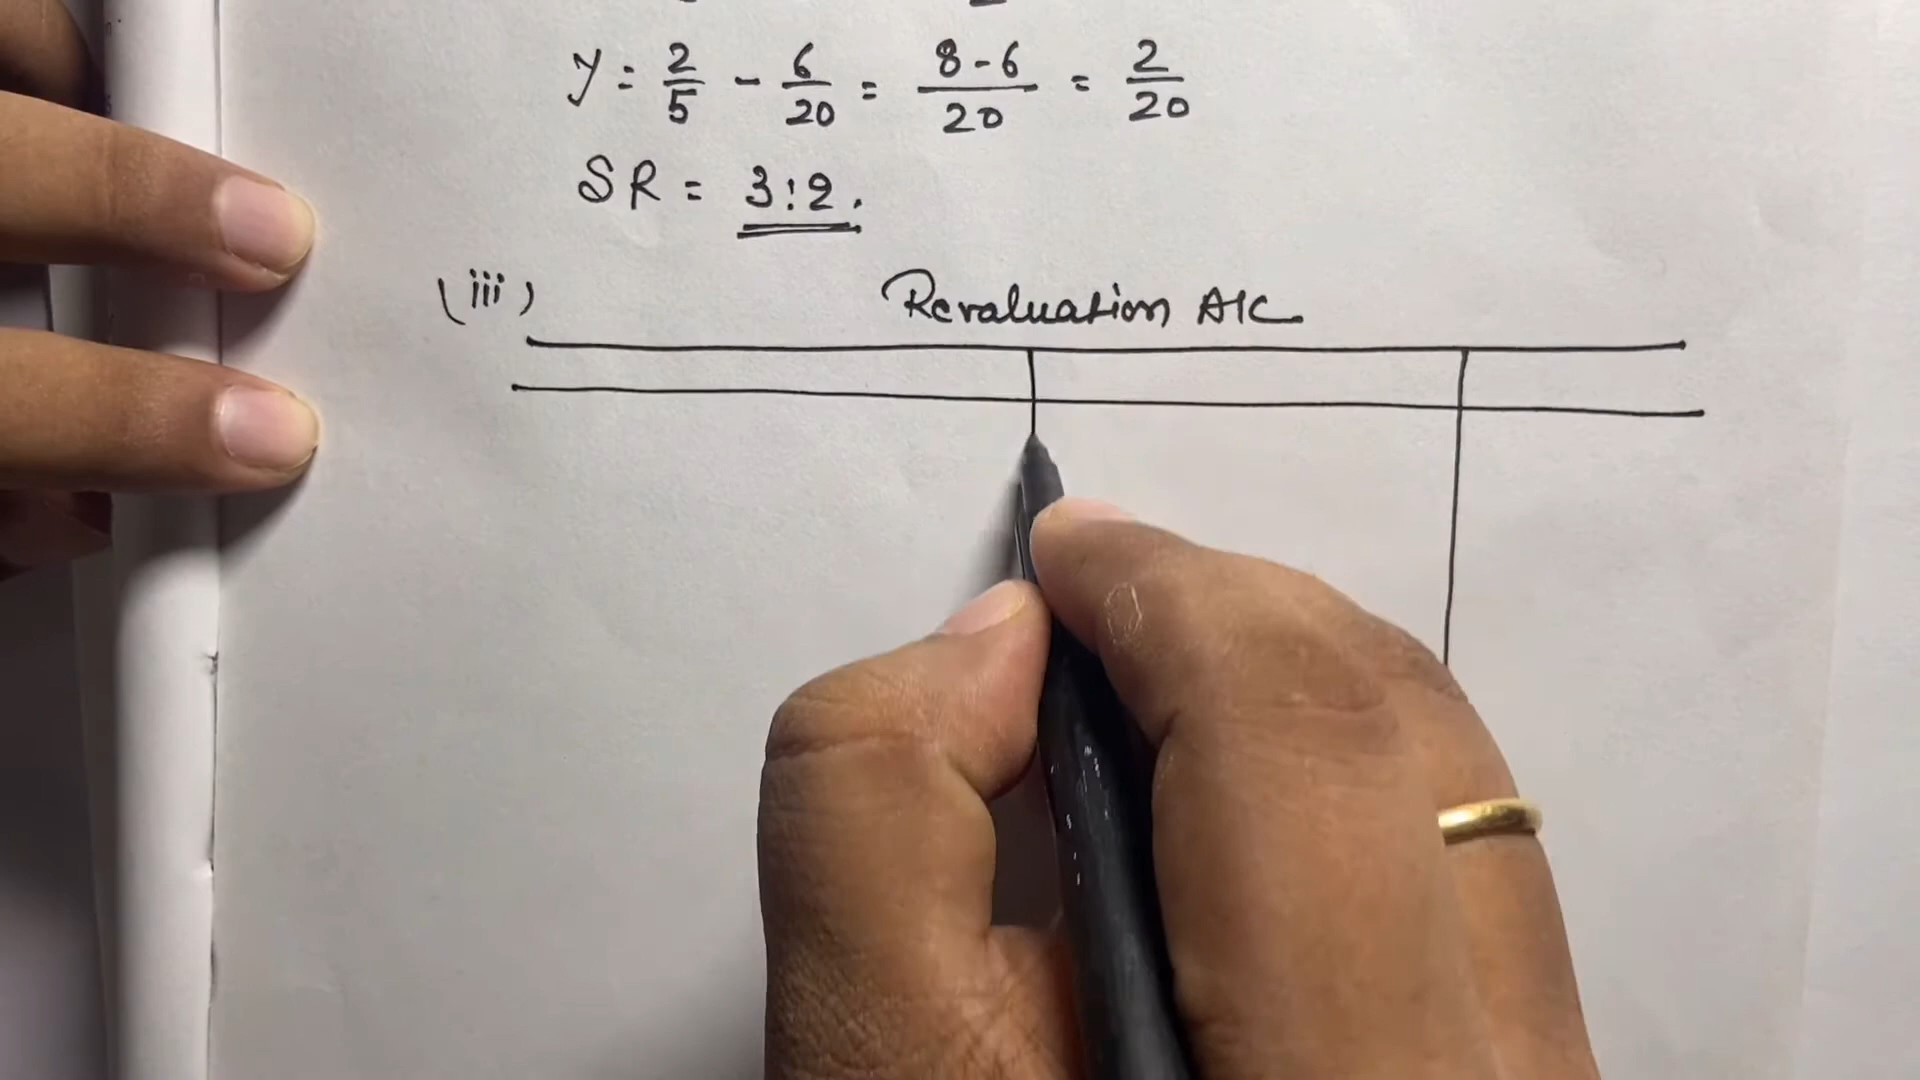 y = 2/5 - 6/20 = 8-6/20 = 2/20
SR = 3:2.
(iii) Revaluation A/C